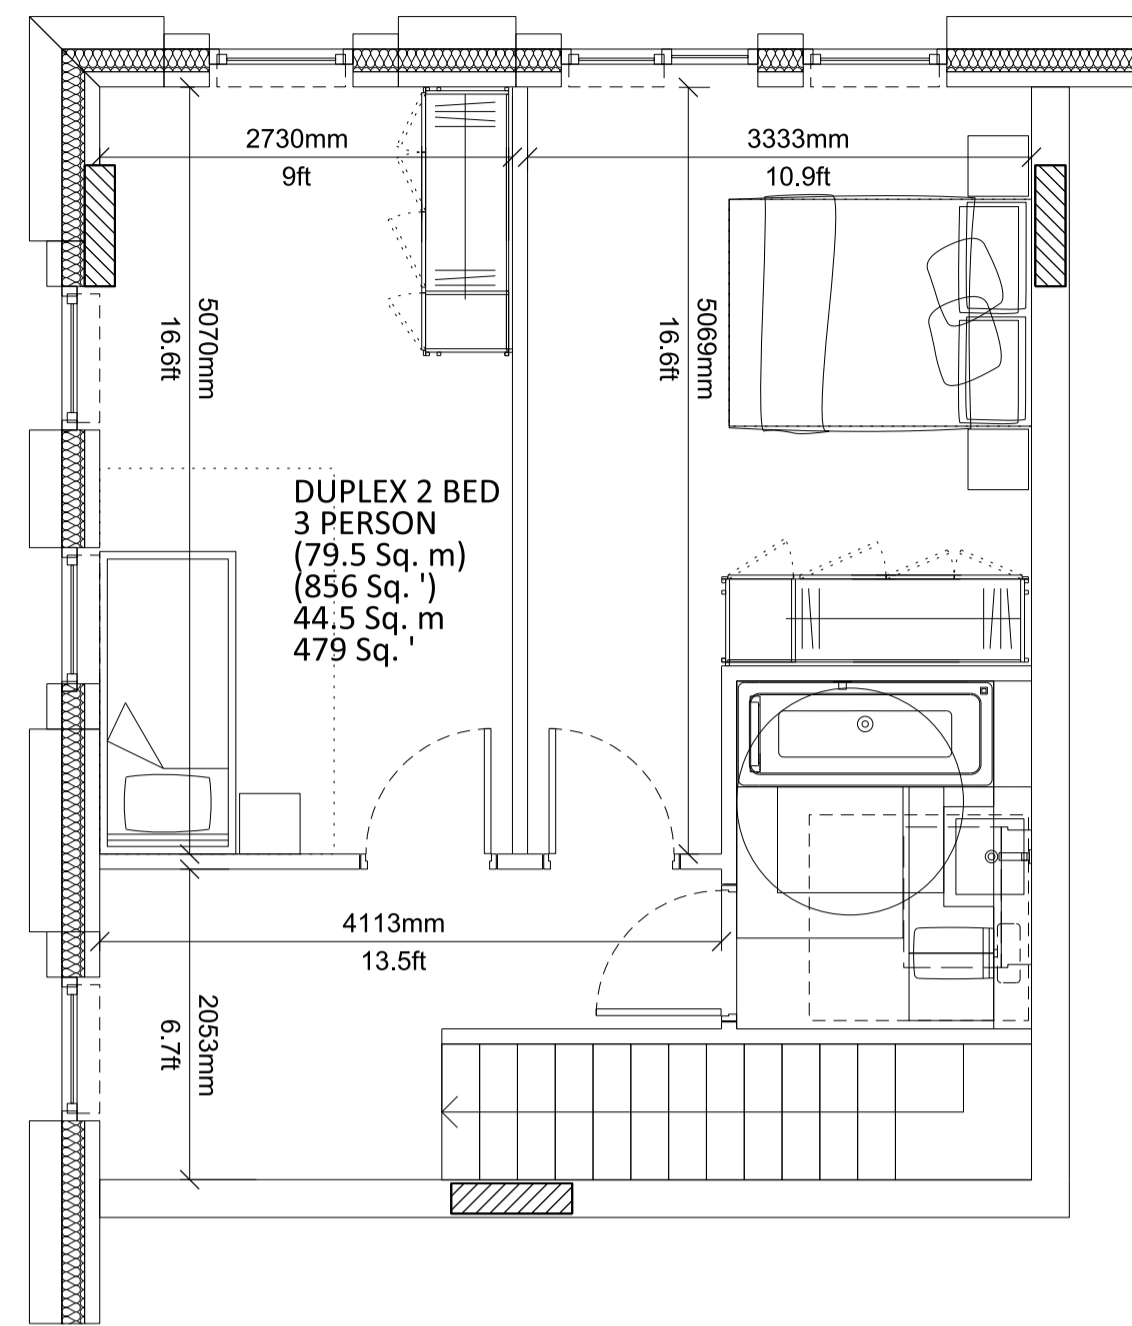 2730mm
9ft
3333mm
10.9ft
5070mm
16.6ft
5069mm
16.6ft
DUPLEX 2 BED
3 PERSON
(79.5 Sq. m)
(856 Sq. ')
44.5 Sq. m
479 Sq. '
4113mm
13.5ft
2053mm
6.7ft